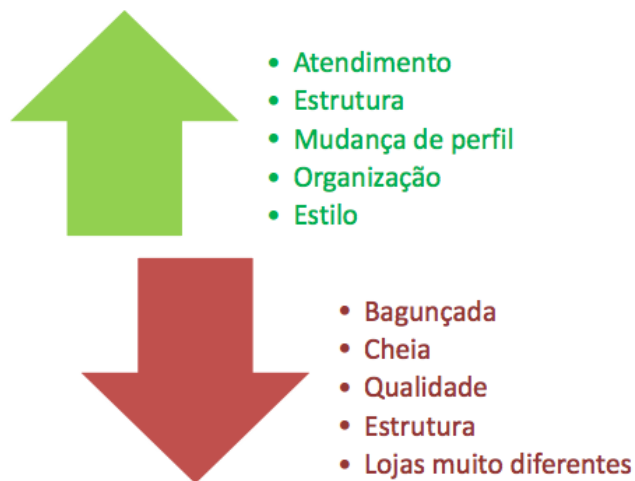 • Atendimento
• Estrutura
• Mudança de perfil
• Organização
• Estilo
• Bagunçada
• Cheia
• Qualidade
• Estrutura
• Lojas muito diferentes